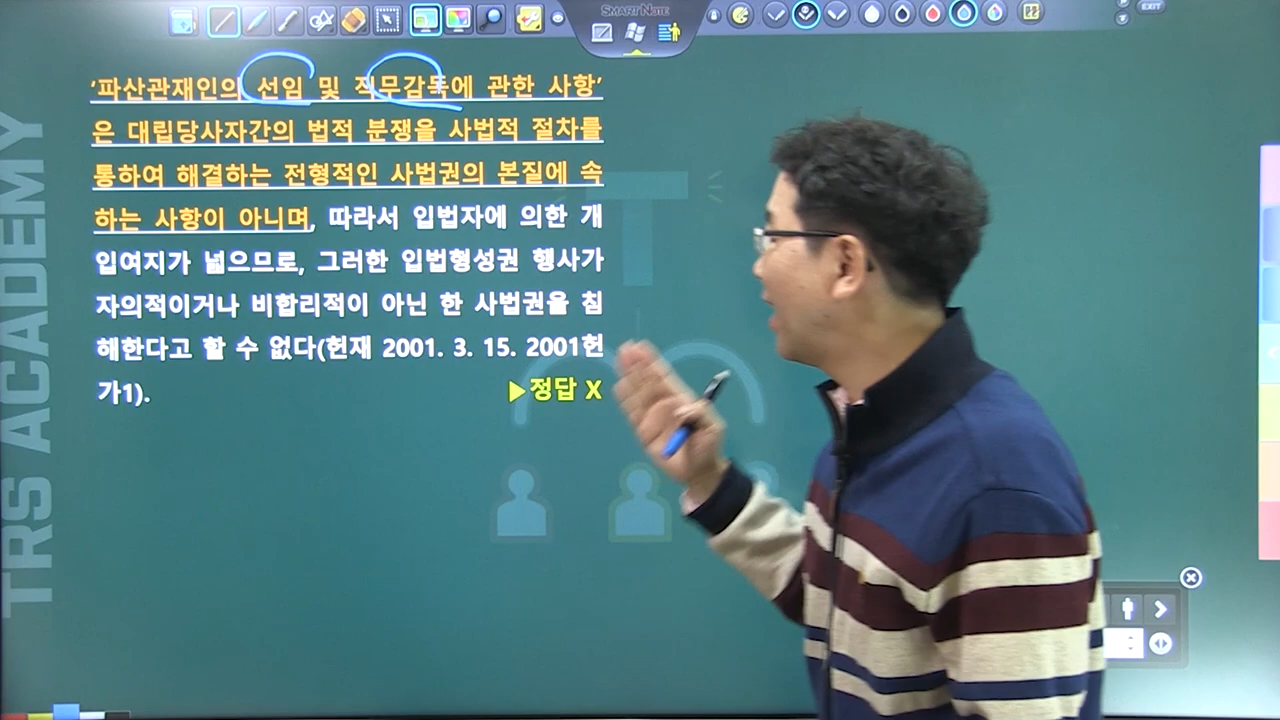 SMART NOTE
EXIT
'파산관재인의 선임 및 직무감독에 관한 사항'
은 대립당사자간의 법적 분쟁을 사법적 절차를
통하여 해결하는 전형적인 사법권의 본질에 속
하는 사항이 아니며, 따라서 입법자에 의한 개
입여지가 넓으므로, 그러한 입법형성권 행사가
자의적이거나 비합리적이 아닌 한 사법권을 침
해한다고 할 수 없다(헌재 2001. 3. 15. 2001헌
가1). ▶정답 X
TRS ACADEMY